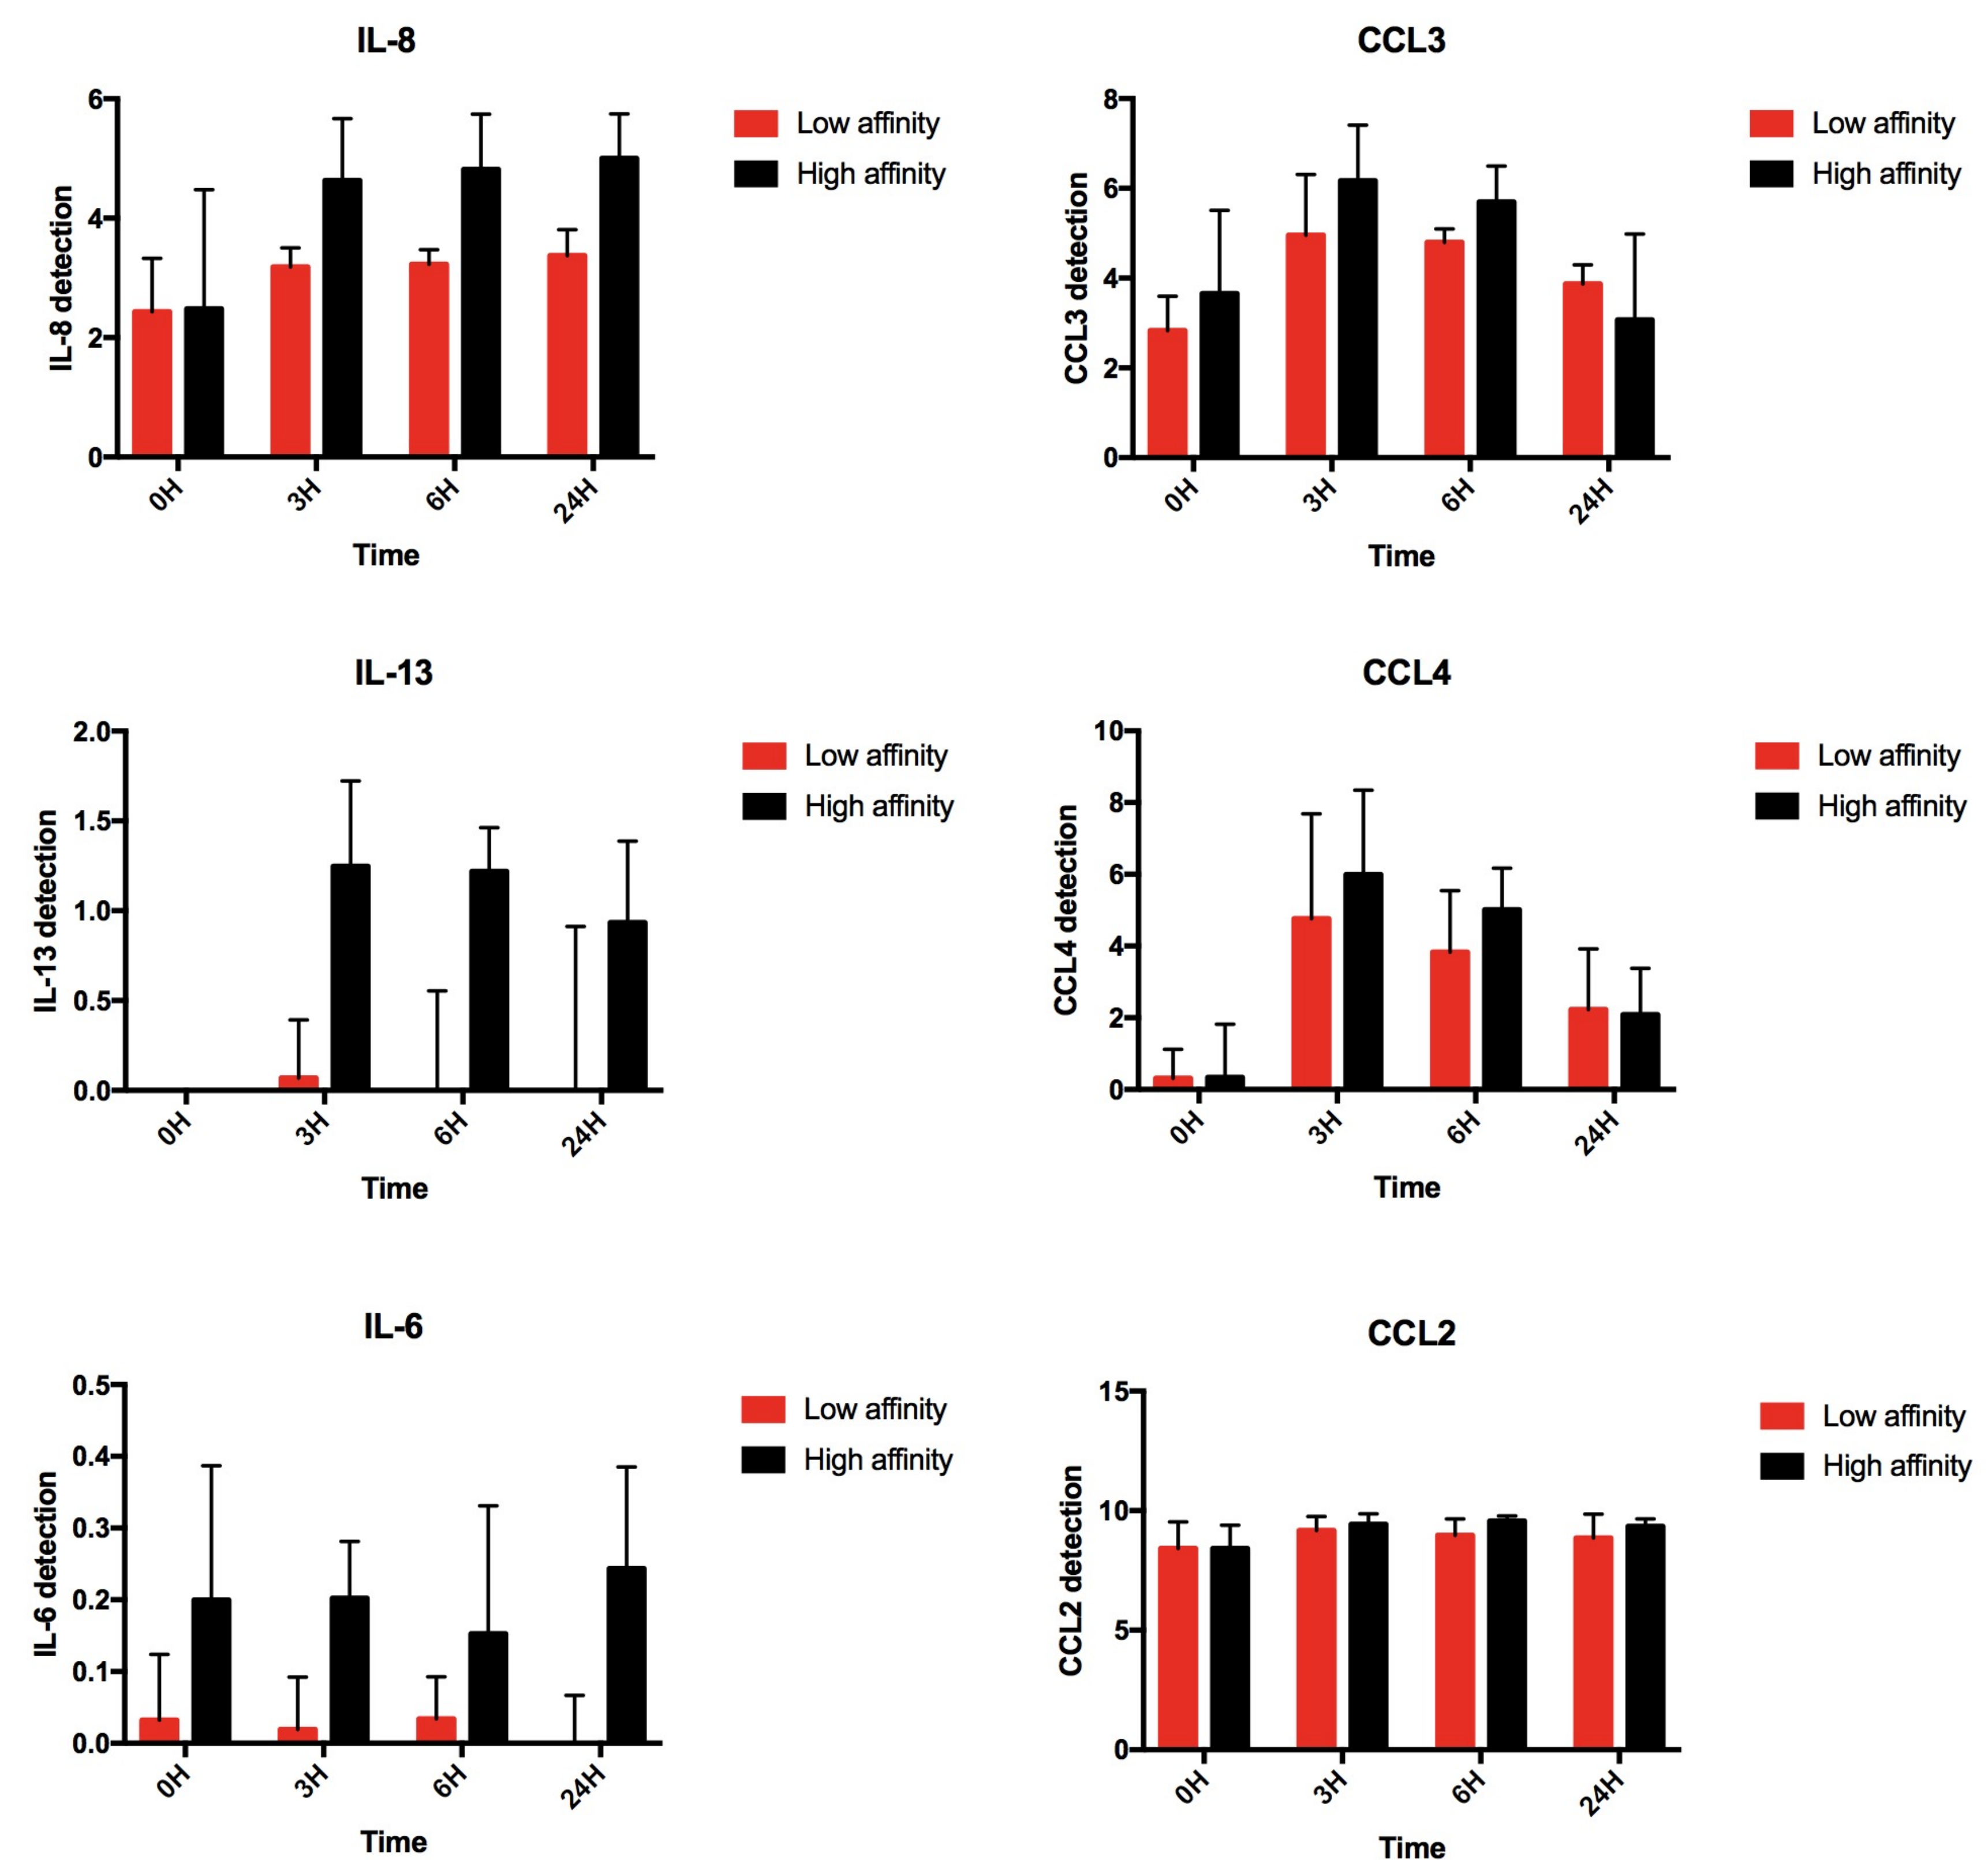 IL-8
IL-8 detection
6
4
2
0
0H 3H 6H 24H
Time
Low affinity
High affinity
CCL3
CCL3 detection
8
6
4
2
0
0H 3H 6H 24H
Time
Low affinity
High affinity
IL-13
IL-13 detection
2.0
1.5
1.0
0.5
0.0
0H 3H 6H 24H
Time
Low affinity
High affinity
CCL4
CCL4 detection
10
8
6
4
2
0
0H 3H 6H 24H
Time
Low affinity
High affinity
IL-6
IL-6 detection
0.5
0.4
0.3
0.2
0.1
0.0
0H 3H 6H 24H
Time
Low affinity
High affinity
CCL2
CCL2 detection
15
10
5
0
0H 3H 6H 24H
Time
Low affinity
High affinity